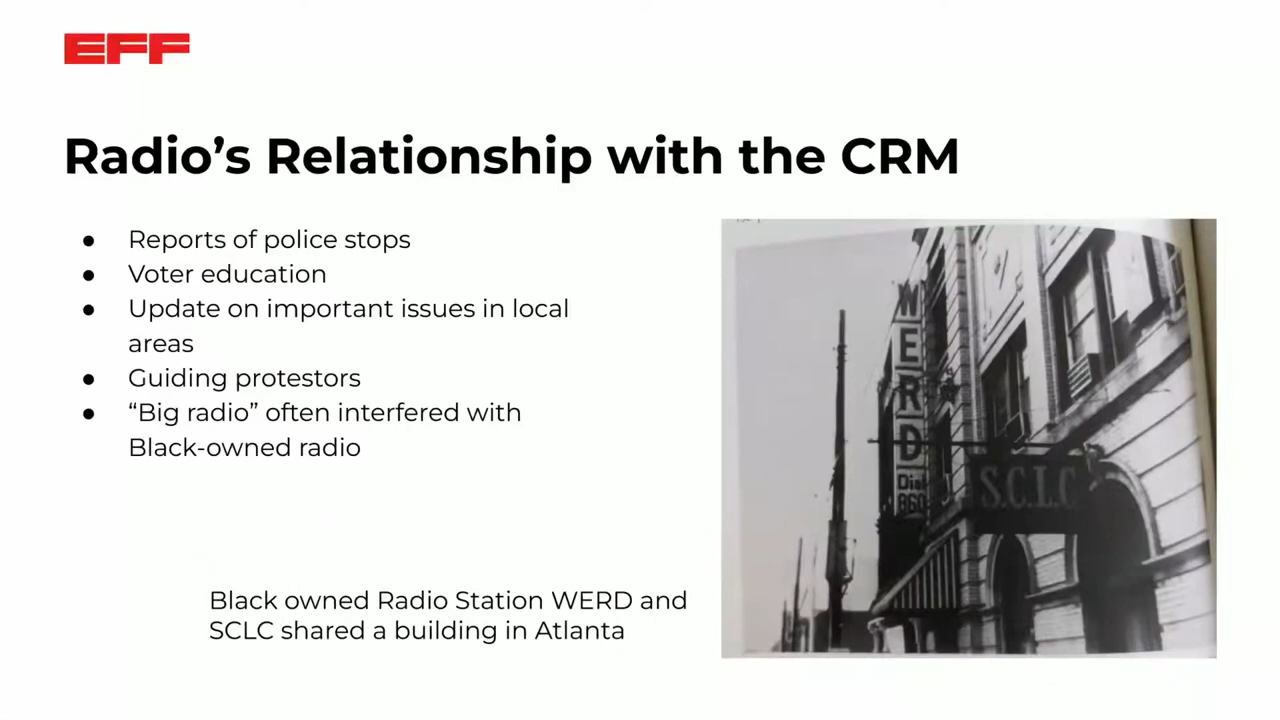 EFF
Radio’s Relationship with the CRM
● Reports of police stops
● Voter education
● Update on important issues in local
areas
● Guiding protestors
● “Big radio” often interfered with
Black-owned radio
WERD
Dial
860
S.C.L.C
Black owned Radio Station WERD and
SCLC shared a building in Atlanta